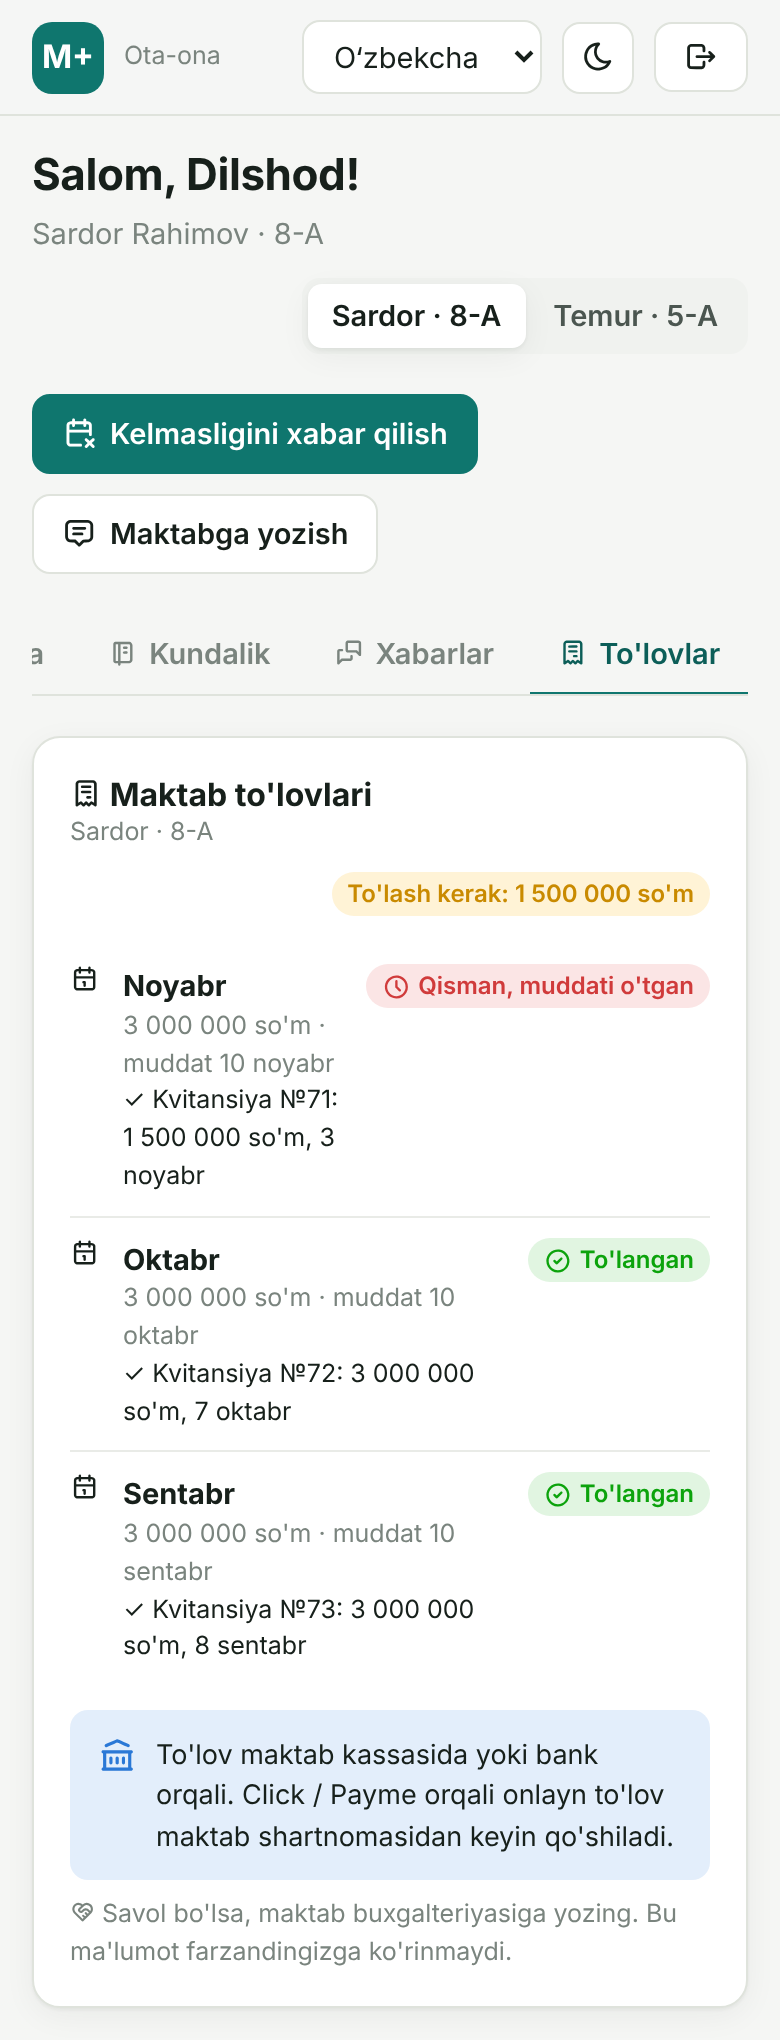 M+ Ota-ona O‘zbekcha
Salom, Dilshod!
Sardor Rahimov · 8-A
Sardor · 8-A Temur · 5-A
Kelmasligini xabar qilish
Maktabga yozish
a Kundalik Xabarlar To'lovlar
Maktab to'lovlari
Sardor · 8-A
To'lash kerak: 1 500 000 so'm
Noyabr Qisman, muddati o'tgan
3 000 000 so'm ·
muddat 10 noyabr
✓ Kvitansiya №71:
1 500 000 so'm, 3
noyabr
Oktabr To'langan
3 000 000 so'm · muddat 10
oktabr
✓ Kvitansiya №72: 3 000 000
so'm, 7 oktabr
Sentabr To'langan
3 000 000 so'm · muddat 10
sentabr
✓ Kvitansiya №73: 3 000 000
so'm, 8 sentabr
To'lov maktab kassasida yoki bank
orqali. Click / Payme orqali onlayn to'lov
maktab shartnomasidan keyin qo'shiladi.
Savol bo'lsa, maktab buxgalteriyasiga yozing. Bu
ma'lumot farzandingizga ko'rinmaydi.